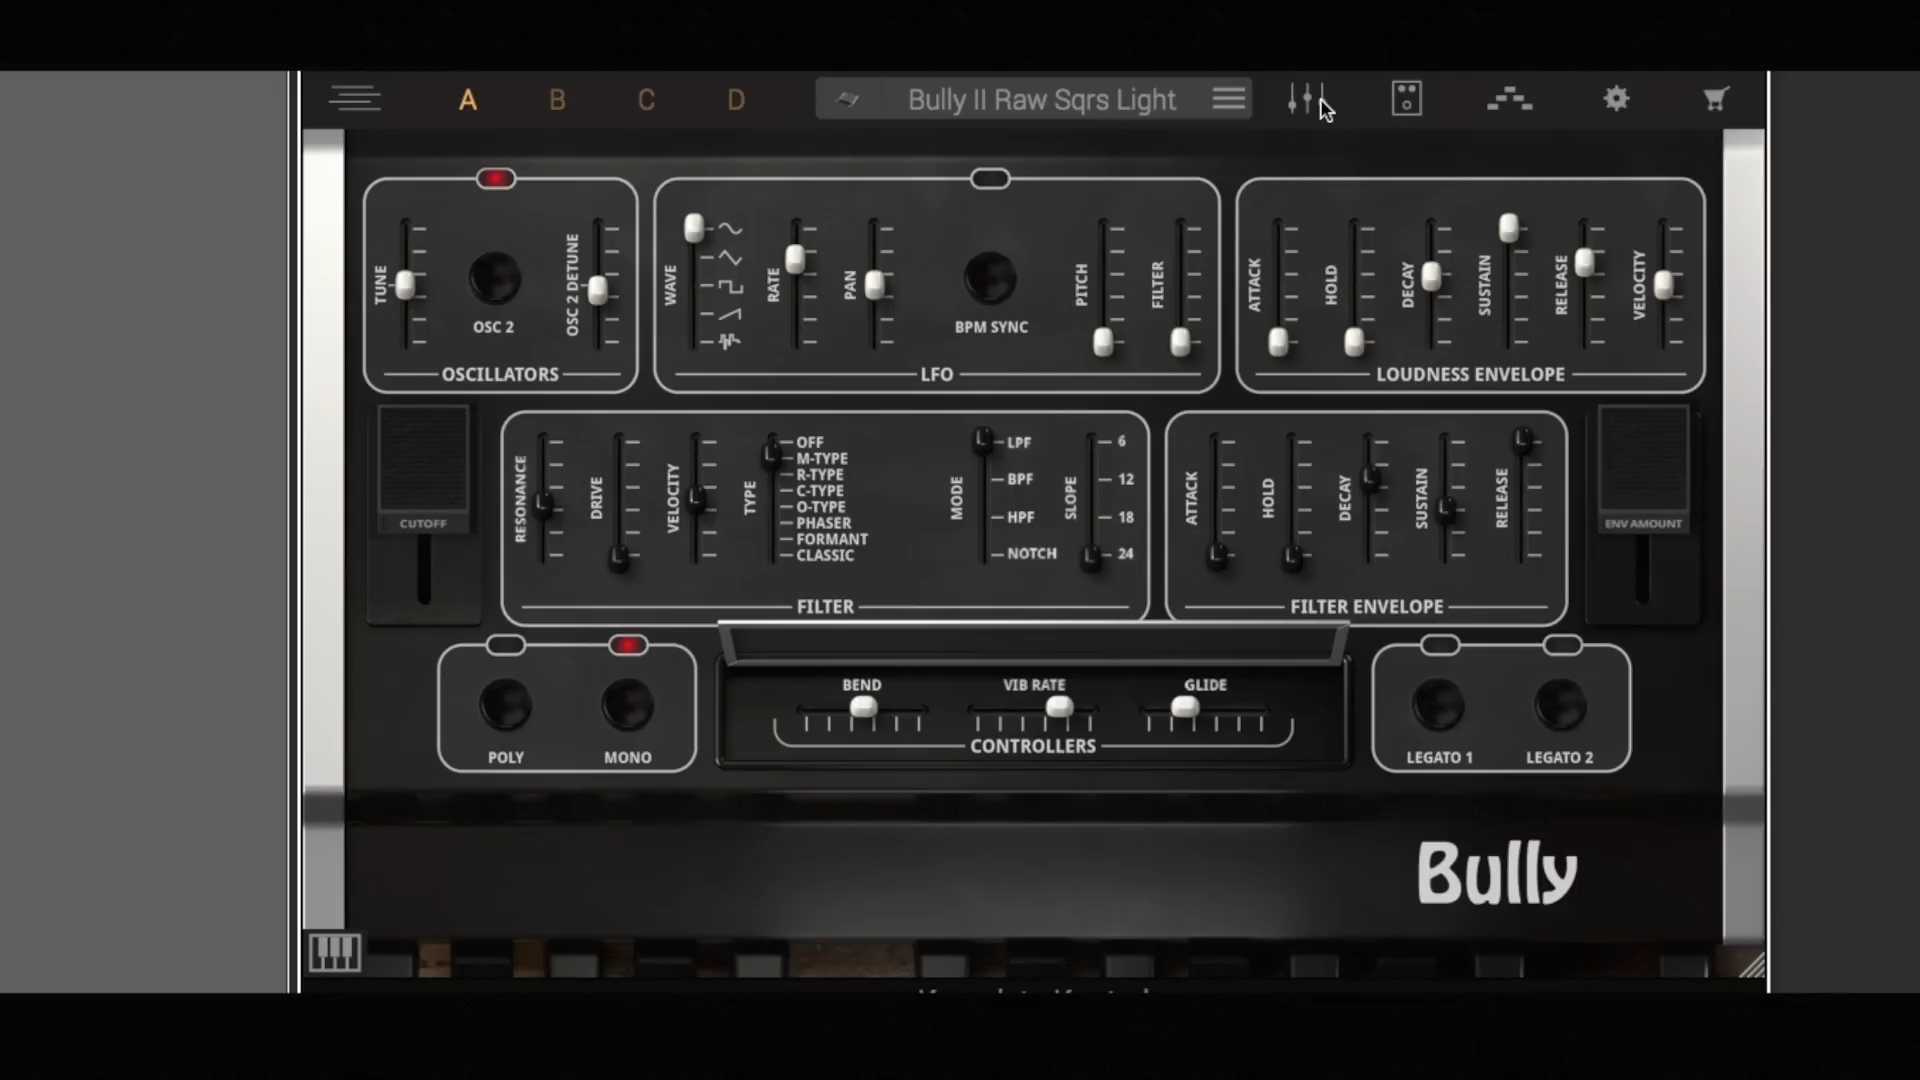 A B C D Bully II Raw Sqrs Light
TUNE OSC 2 OSC 2 DETUNE
OSCILLATORS
WAVE RATE PAN BPM SYNC PITCH FILTER
LFO
ATTACK HOLD DECAY SUSTAIN RELEASE VELOCITY
LOUDNESS ENVELOPE
CUTOFF
RESONANCE DRIVE VELOCITY TYPE
OFF
M-TYPE
R-TYPE
C-TYPE
O-TYPE
PHASER
FORMANT
CLASSIC
MODE
LPF
BPF
HPF
NOTCH
SLOPE
6
12
18
24
FILTER
ATTACK HOLD DECAY SUSTAIN RELEASE
FILTER ENVELOPE
ENV AMOUNT
POLY MONO
BEND VIB RATE GLIDE
CONTROLLERS
LEGATO 1 LEGATO 2
Bully